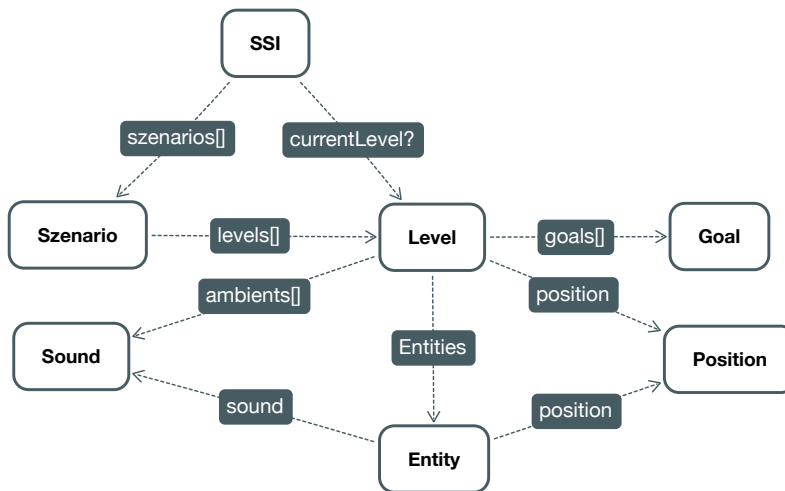 SSI
szenarios[]
currentLevel?
Szenario
levels[]
Level
goals[]
Goal
ambients[]
position
Sound
Entities
Position
sound
position
Entity